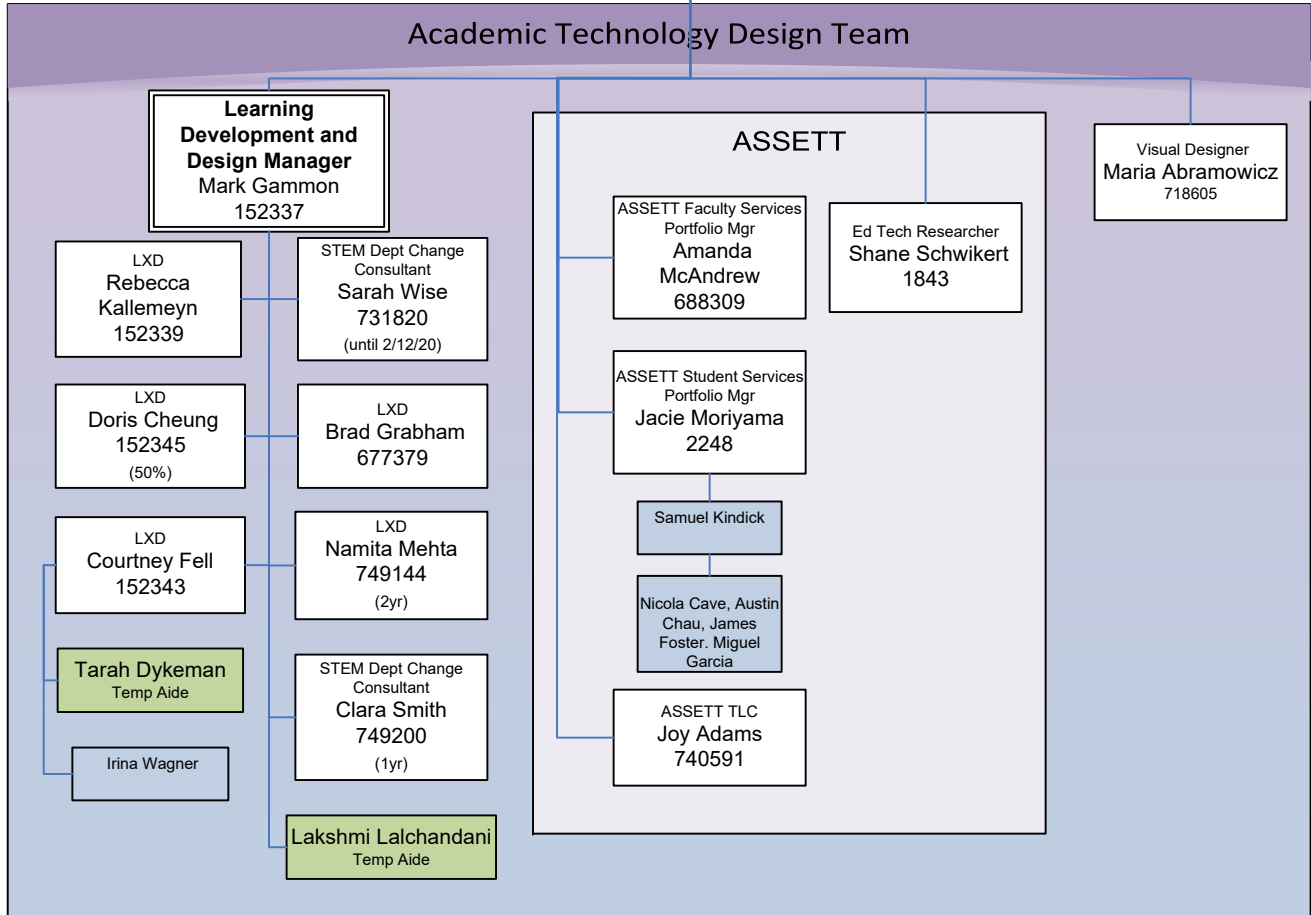 Academic Technology Design Team
Learning
Development and
Design Manager
Mark Gammon
152337
LXD
Rebecca
Kallemeyn
152339
STEM Dept Change
Consultant
Sarah Wise
731820
(until 2/12/20)
LXD
Doris Cheung
152345
(50%)
LXD
Brad Grabham
677379
LXD
Courtney Fell
152343
LXD
Namita Mehta
749144
(2yr)
Tarah Dykeman
Temp Aide
Irina Wagner
STEM Dept Change
Consultant
Clara Smith
749200
(1yr)
Lakshmi Lalchandani
Temp Aide
ASSETT
ASSETT Faculty Services
Portfolio Mgr
Amanda
McAndrew
688309
Ed Tech Researcher
Shane Schwikert
1843
ASSETT Student Services
Portfolio Mgr
Jacie Moriyama
2248
Samuel Kindick
Nicola Cave, Austin
Chau, James
Foster. Miguel
Garcia
ASSETT TLC
Joy Adams
740591
Visual Designer
Maria Abramowicz
718605